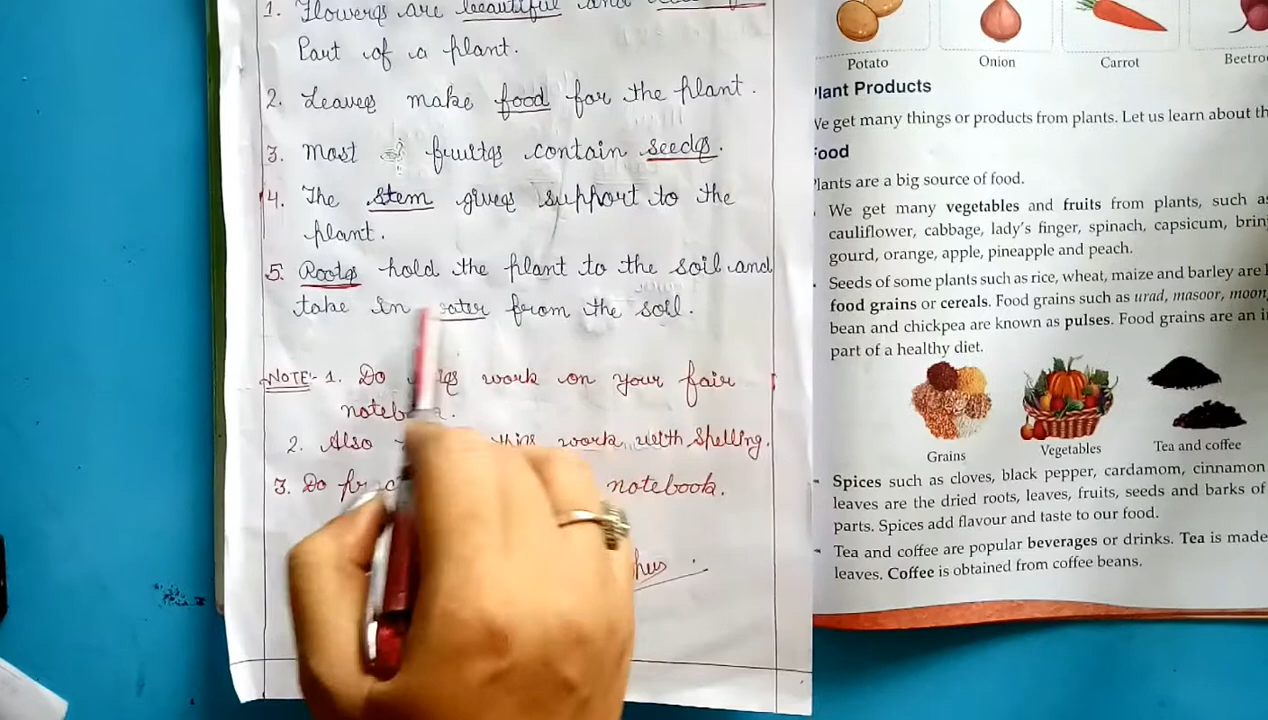 1. Flowers are beautiful and
Part of a plant.
2. Leaves make food for the plant.
3. Most of fruits contain seeds.
4. The stem gives support to the
plant.
5. Roots hold the plant to the soil and
take in water from the soil.
NOTE:- 1. Do work on your fair
notebook.
2. Also work with spelling.
3. Do notebook.
Potato
Onion
Carrot
Plant Products
We get many things or products from plants. Let us learn about
Food
Plants are a big source of food.
We get many vegetables and fruits from plants, such as
cauliflower, cabbage, lady's finger, spinach, capsicum,
gourd, orange, apple, pineapple and peach.
Seeds of some plants such as rice, wheat, maize and barley are
food grains or cereals. Food grains such as urad, masoor, moong,
bean and chickpea are known as pulses. Food grains are an
part of a healthy diet.
Grains
Vegetables
Tea and coffee
Spices such as cloves, black pepper, cardamom, cinnamon
leaves are the dried roots, leaves, fruits, seeds and barks of
parts. Spices add flavour and taste to our food.
Tea and coffee are popular beverages or drinks. Tea is made
leaves. Coffee is obtained from coffee beans.